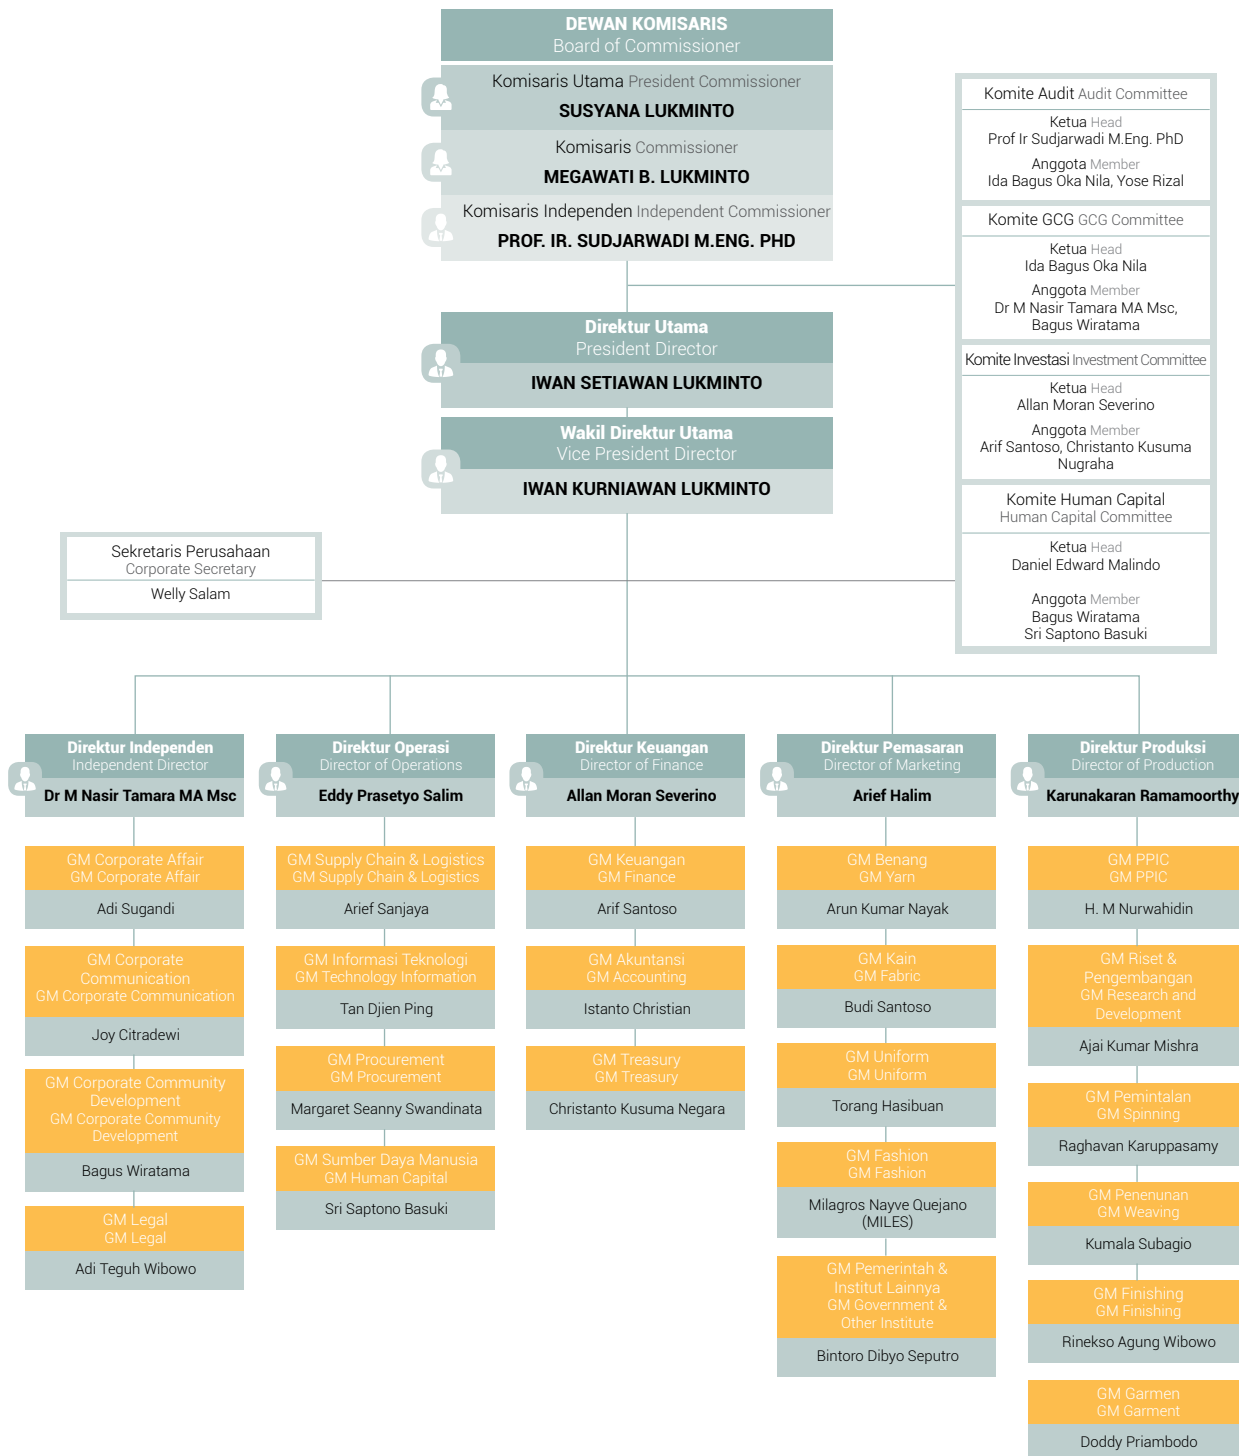 DEWAN KOMISARIS
Board of Commissioner
Komisaris Utama President Commissioner
SUSYANA LUKMINTO
Komisaris Commissioner
MEGAWATI B. LUKMINTO
Komisaris Independen Independent Commissioner
PROF. IR. SUDJARWADI M.ENG. PHD
Komite Audit Audit Committee
Ketua Head
Prof Ir Sudjarwadi M.Eng. PhD
Anggota Member
Ida Bagus Oka Nila, Yose Rizal
Komite GCG GCG Committee
Ketua Head
Ida Bagus Oka Nila
Anggota Member
Dr M Nasir Tamara MA Msc,
Bagus Wiratama
Komite Investasi Investment Committee
Ketua Head
Allan Moran Severino
Anggota Member
Arif Santoso, Christanto Kusuma
Nugraha
Komite Human Capital
Human Capital Committee
Ketua Head
Daniel Edward Malindo
Anggota Member
Bagus Wiratama
Sri Saptono Basuki
Direktur Utama
President Director
IWAN SETIAWAN LUKMINTO
Wakil Direktur Utama
Vice President Director
IWAN KURNIAWAN LUKMINTO
Sekretaris Perusahaan
Corporate Secretary
Welly Salam
Direktur Independen
Independent Director
Dr M Nasir Tamara MA Msc
GM Corporate Affair
GM Corporate Affair
Adi Sugandi
GM Corporate
Communication
GM Corporate Communication
Joy Citradewi
GM Corporate Community
Development
GM Corporate Community
Development
Bagus Wiratama
GM Legal
GM Legal
Adi Teguh Wibowo
Direktur Operasi
Director of Operations
Eddy Prasetyo Salim
GM Supply Chain & Logistics
GM Supply Chain & Logistics
Arief Sanjaya
GM Informasi Teknologi
GM Technology Information
Tan Djien Ping
GM Procurement
GM Procurement
Margaret Seanny Swandinata
GM Sumber Daya Manusia
GM Human Capital
Sri Saptono Basuki
Direktur Keuangan
Director of Finance
Allan Moran Severino
GM Keuangan
GM Finance
Arif Santoso
GM Akuntansi
GM Accounting
Istanto Christian
GM Treasury
GM Treasury
Christanto Kusuma Negara
Direktur Pemasaran
Director of Marketing
Arief Halim
GM Benang
GM Yarn
Arun Kumar Nayak
GM Kain
GM Fabric
Budi Santoso
GM Uniform
GM Uniform
Torang Hasibuan
GM Fashion
GM Fashion
Milagros Nayve Quejano
(MILES)
GM Pemerintah &
Institut Lainnya
GM Government &
Other Institute
Bintoro Dibyo Seputro
Direktur Produksi
Director of Production
Karunakaran Ramamoorthy
GM PPIC
GM PPIC
H. M Nurwahidin
GM Riset &
Pengembangan
GM Research and
Development
Ajai Kumar Mishra
GM Pemintalan
GM Spinning
Raghavan Karuppasamy
GM Penenunan
GM Weaving
Kumala Subagio
GM Finishing
GM Finishing
Rinekso Agung Wibowo
GM Garmen
GM Garment
Doddy Priambodo